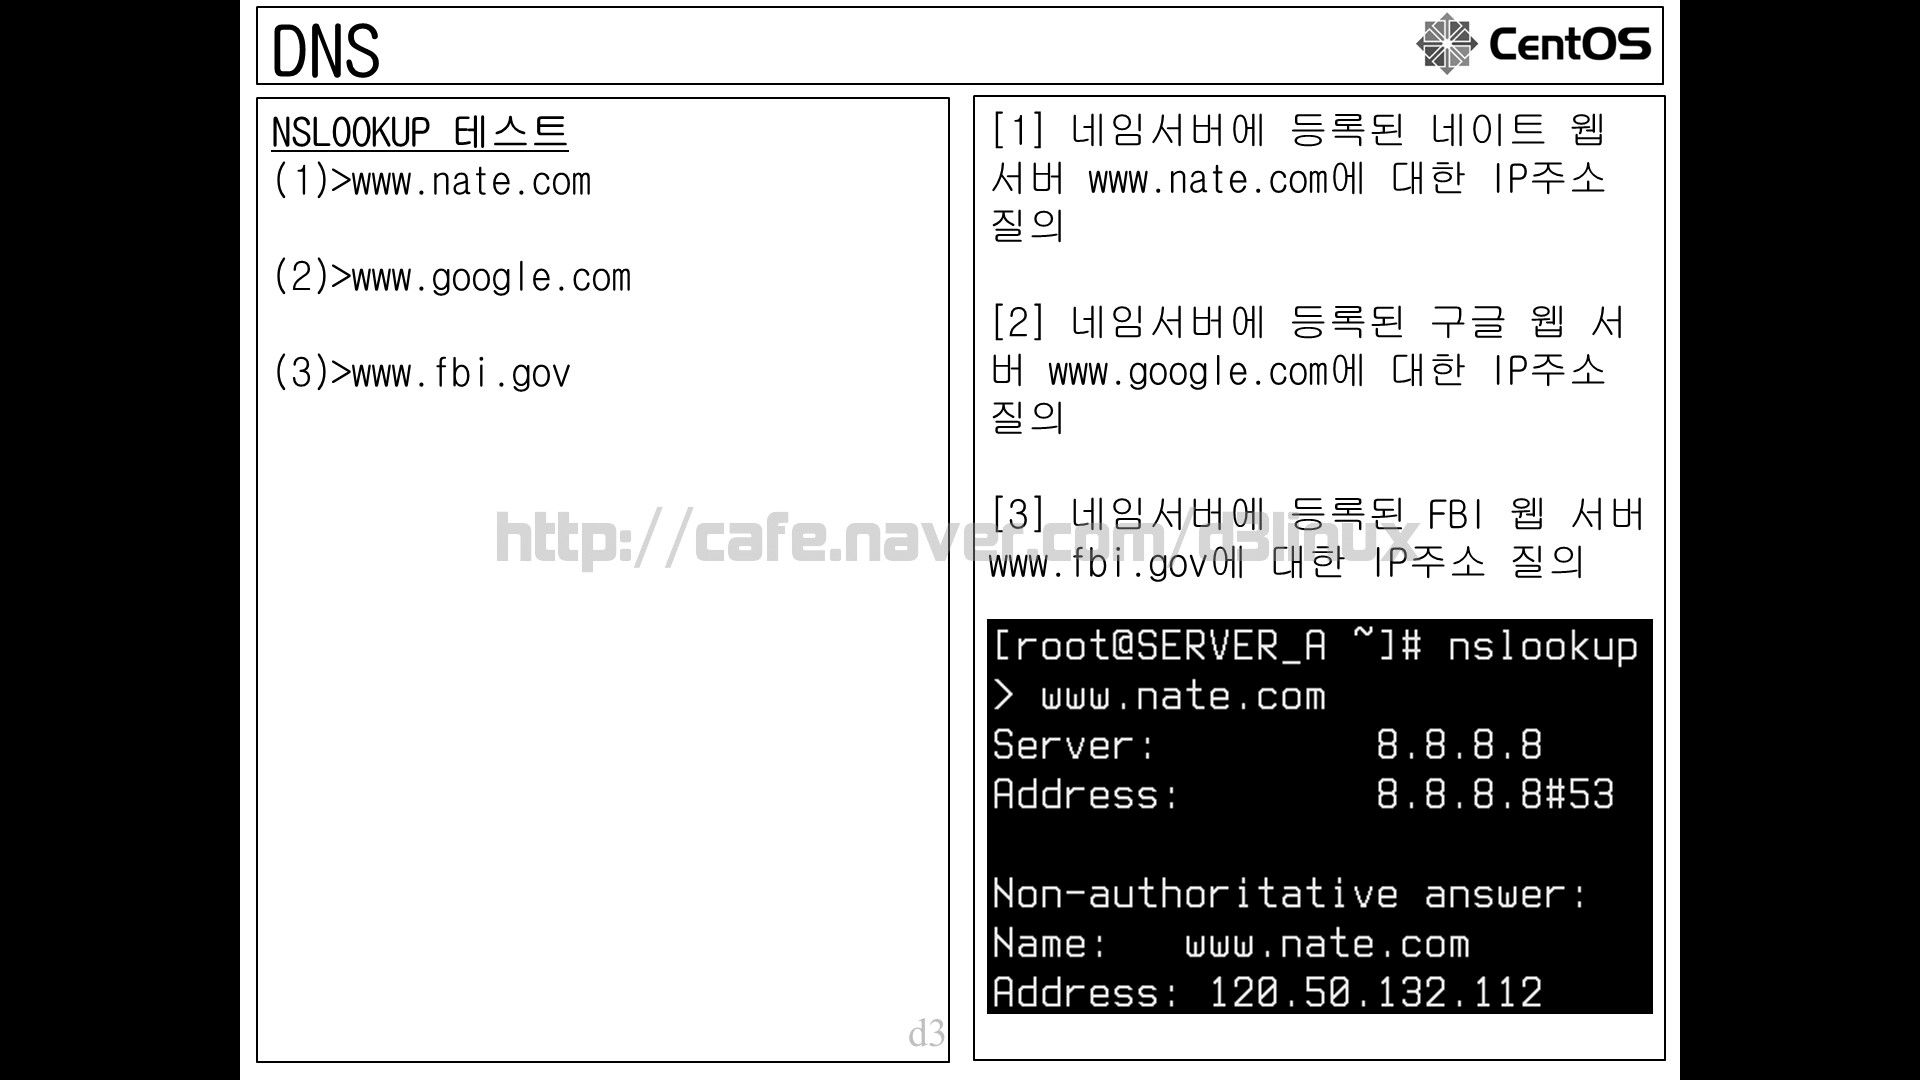 DNS
CentOS
NSLOOKUP 테스트
(1)>www.nate.com
(2)>www.google.com
(3)>www.fbi.gov
[1] 네임서버에 등록된 네이트 웹
서버 www.nate.com에 대한 IP주소
질의
[2] 네임서버에 등록된 구글 웹 서
버 www.google.com에 대한 IP주소
질의
[3] 네임서버에 등록된 FBI 웹 서버
www.fbi.gov에 대한 IP주소 질의
http://cafe.naver.com/d3linux
[root@SERVER_A ~]# nslookup
> www.nate.com
Server: 8.8.8.8
Address: 8.8.8.8#53
Non-authoritative answer:
Name: www.nate.com
Address: 120.50.132.112
d3